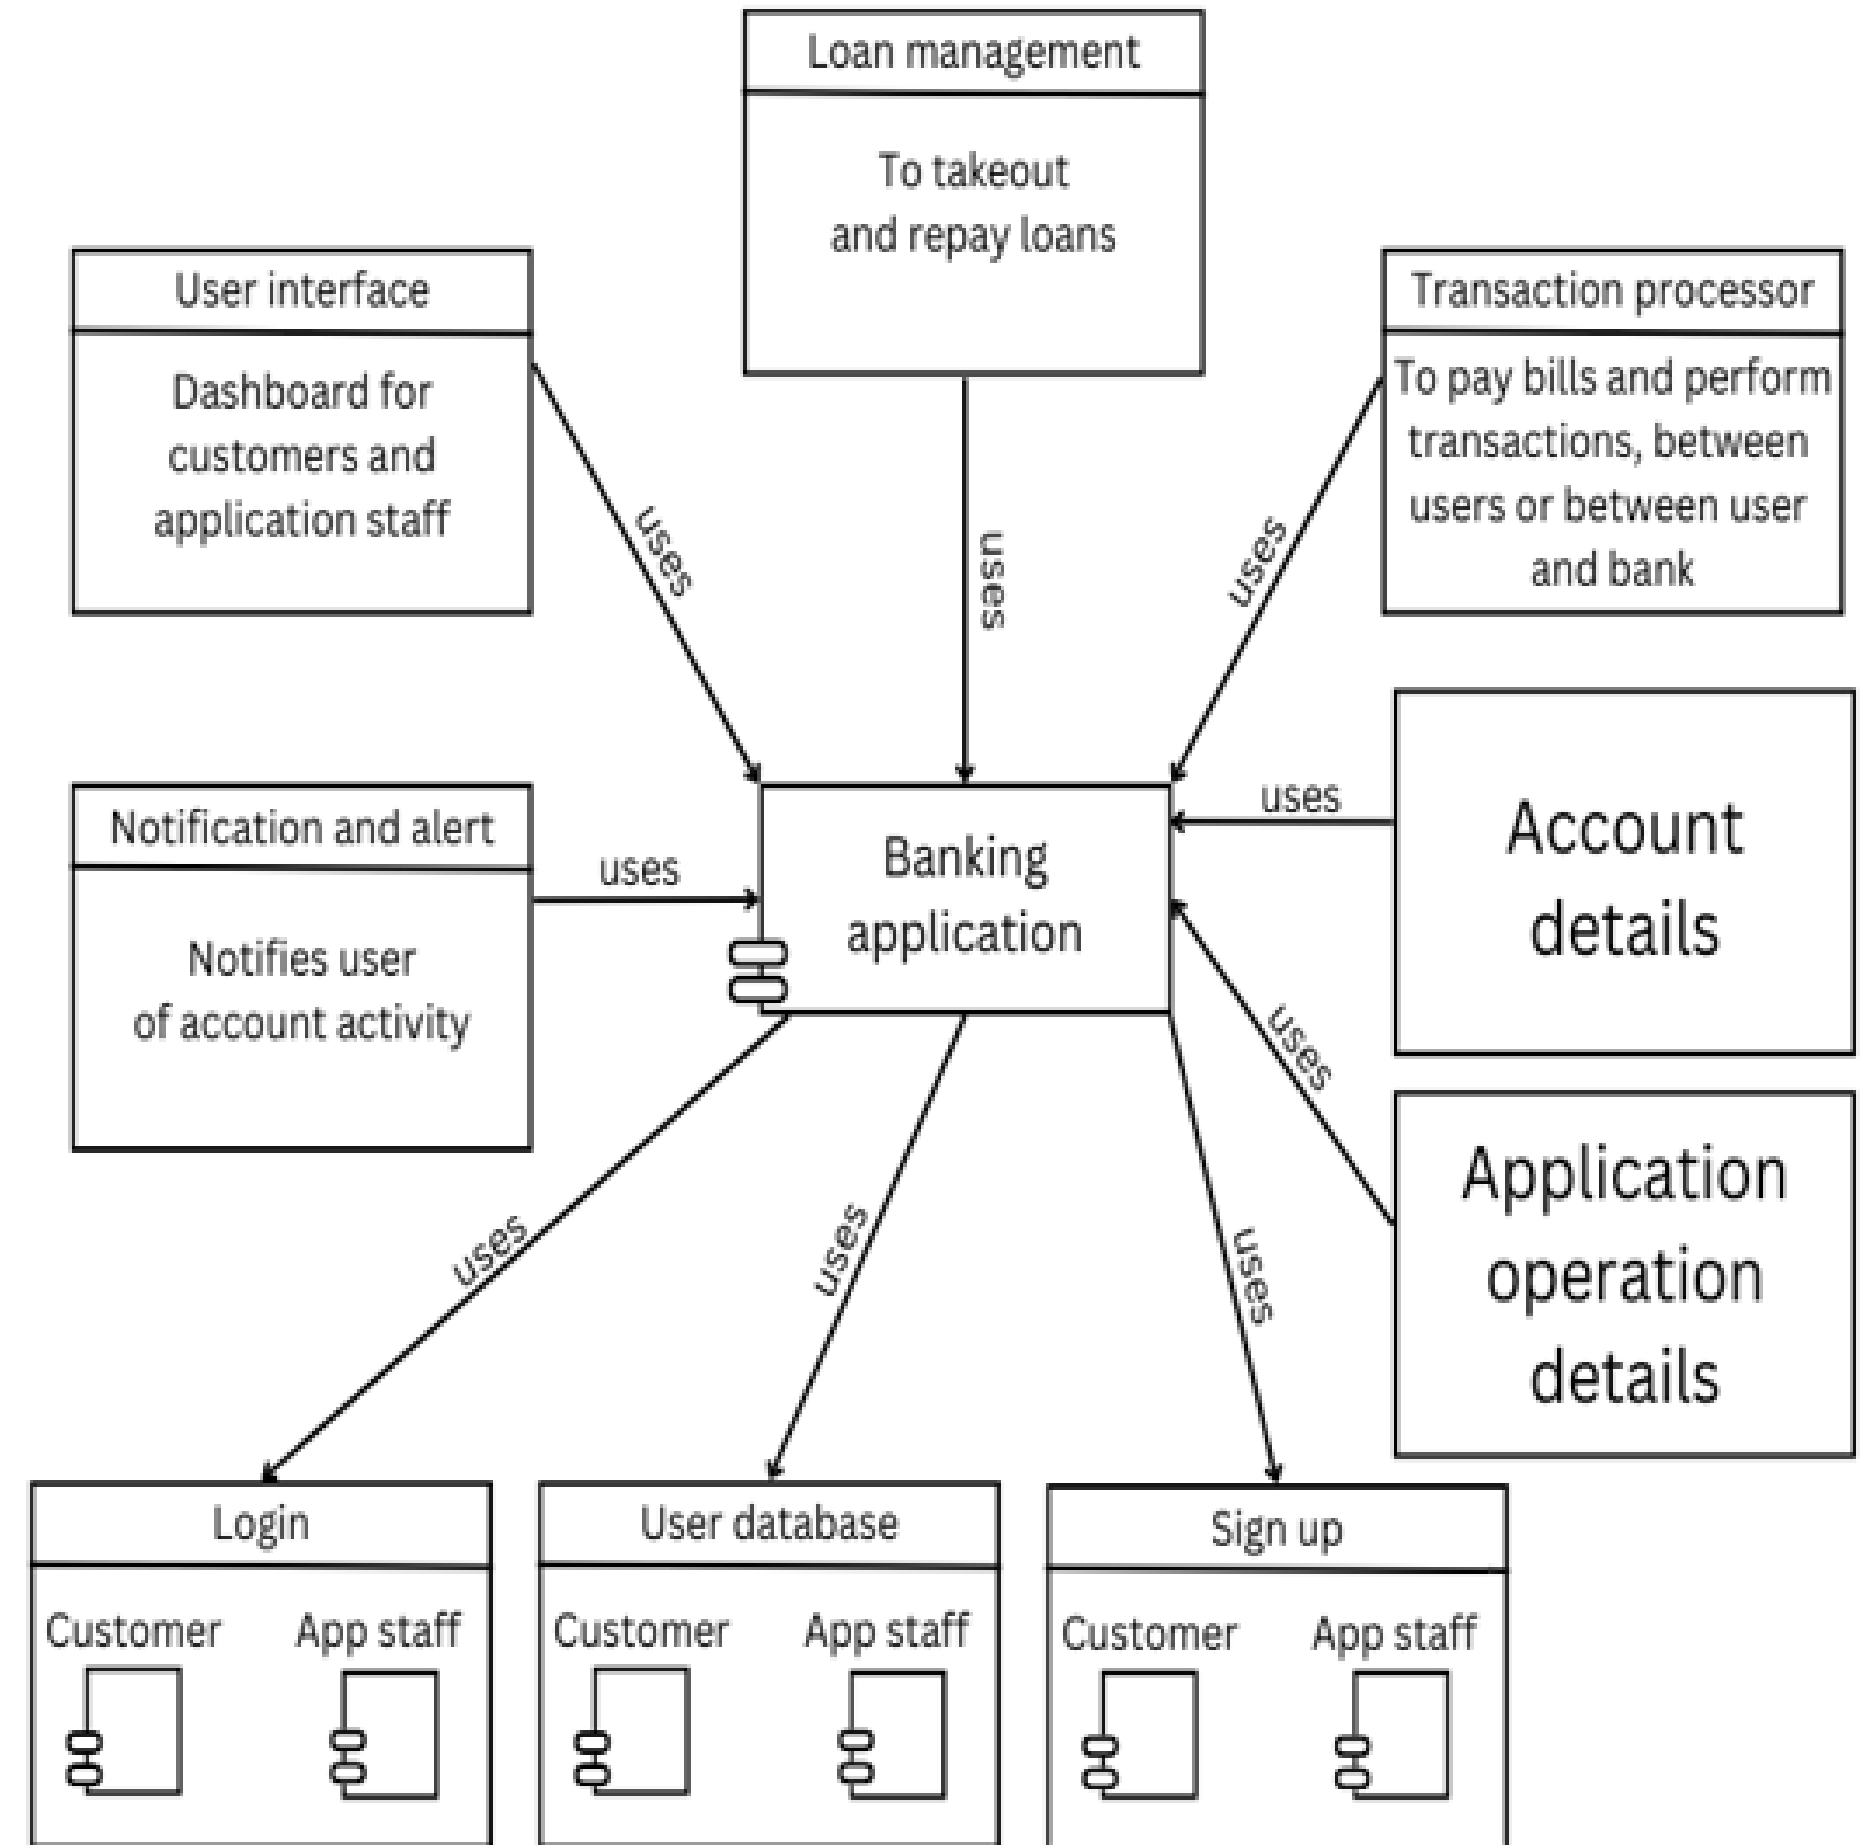 Loan management
To takeout
and repay loans
User interface
Dashboard for
customers and
application staff
Transaction processor
To pay bills and perform
transactions, between
users or between user
and bank
uses
uses
uses
Notification and alert
Notifies user
of account activity
uses
Banking
application
uses
Account
details
uses
Application
operation
details
uses
uses
uses
Login
Customer App staff
User database
Customer App staff
Sign up
Customer App staff